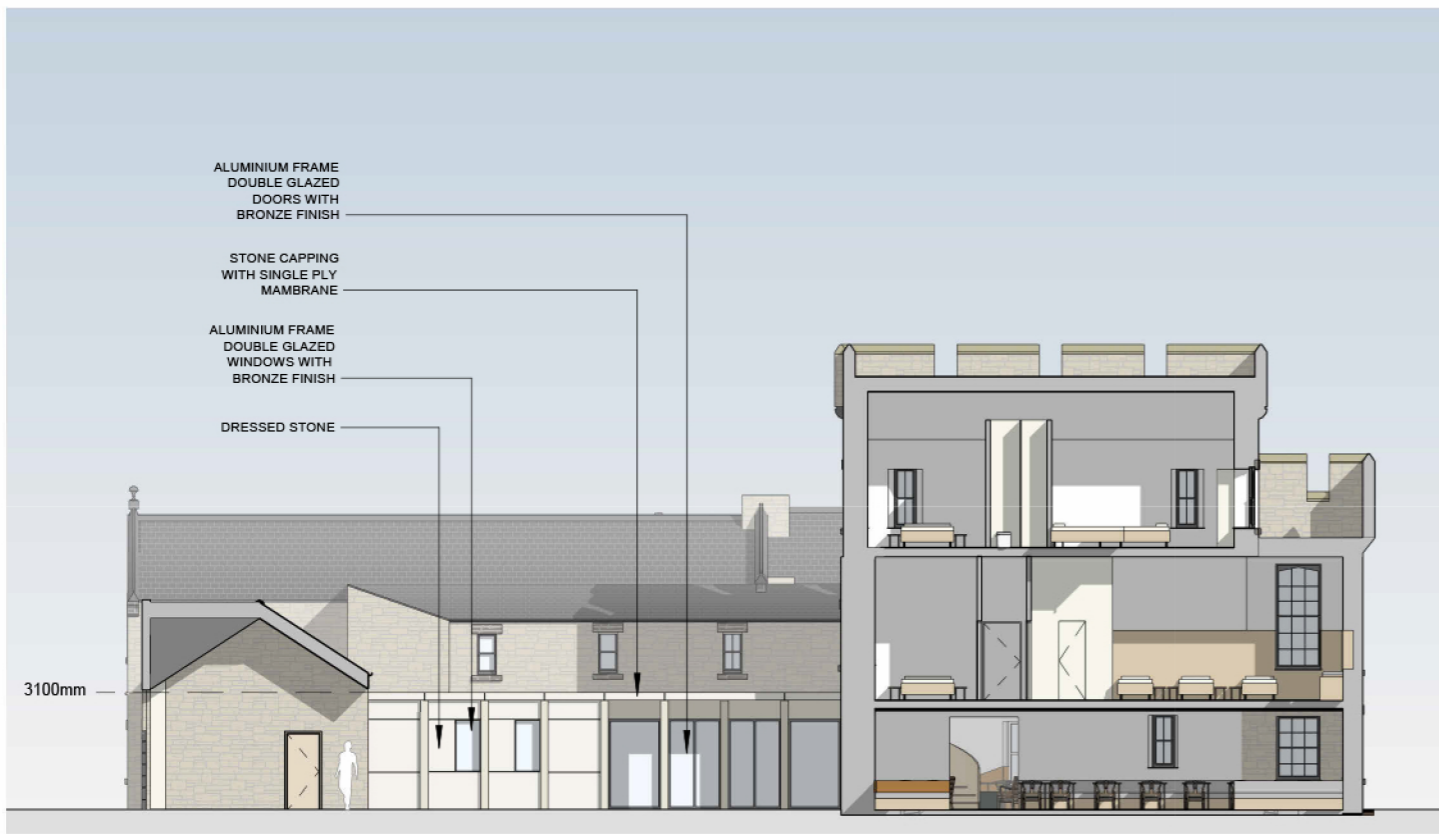 ALUMINIUM FRAME
DOUBLE GLAZED
DOORS WITH
BRONZE FINISH
STONE CAPPING
WITH SINGLE PLY
MAMBRANE
ALUMINIUM FRAME
DOUBLE GLAZED
WINDOWS WITH
BRONZE FINISH
DRESSED STONE
3100mm